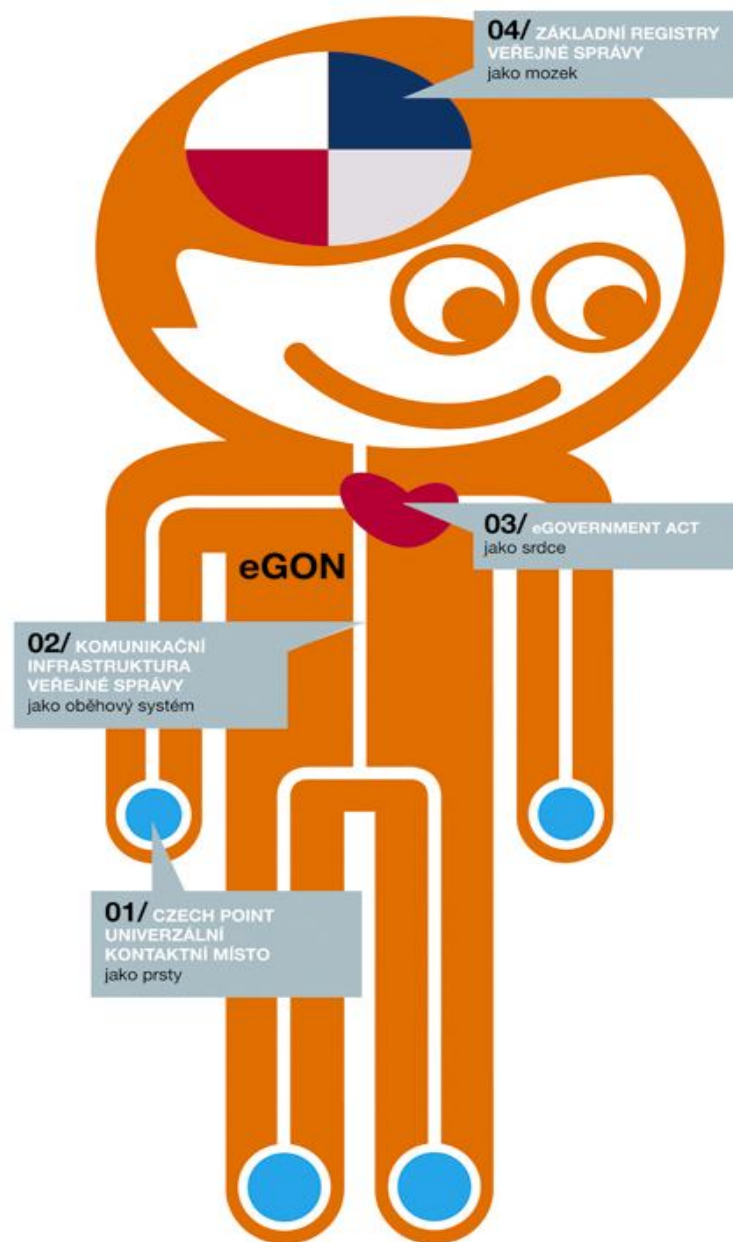 04/ ZÁKLADNÍ REGISTRY
VEŘEJNÉ SPRÁVY
jako mozek
03/ eGOVERNMENT ACT
jako srdce
eGON
02/ KOMUNIKAČNÍ
INFRASTRUKTURA
VEŘEJNÉ SPRÁVY
jako oběhový systém
01/ CZECH POINT
UNIVERZÁLNÍ
KONTAKTNÍ MÍSTO
jako prsty